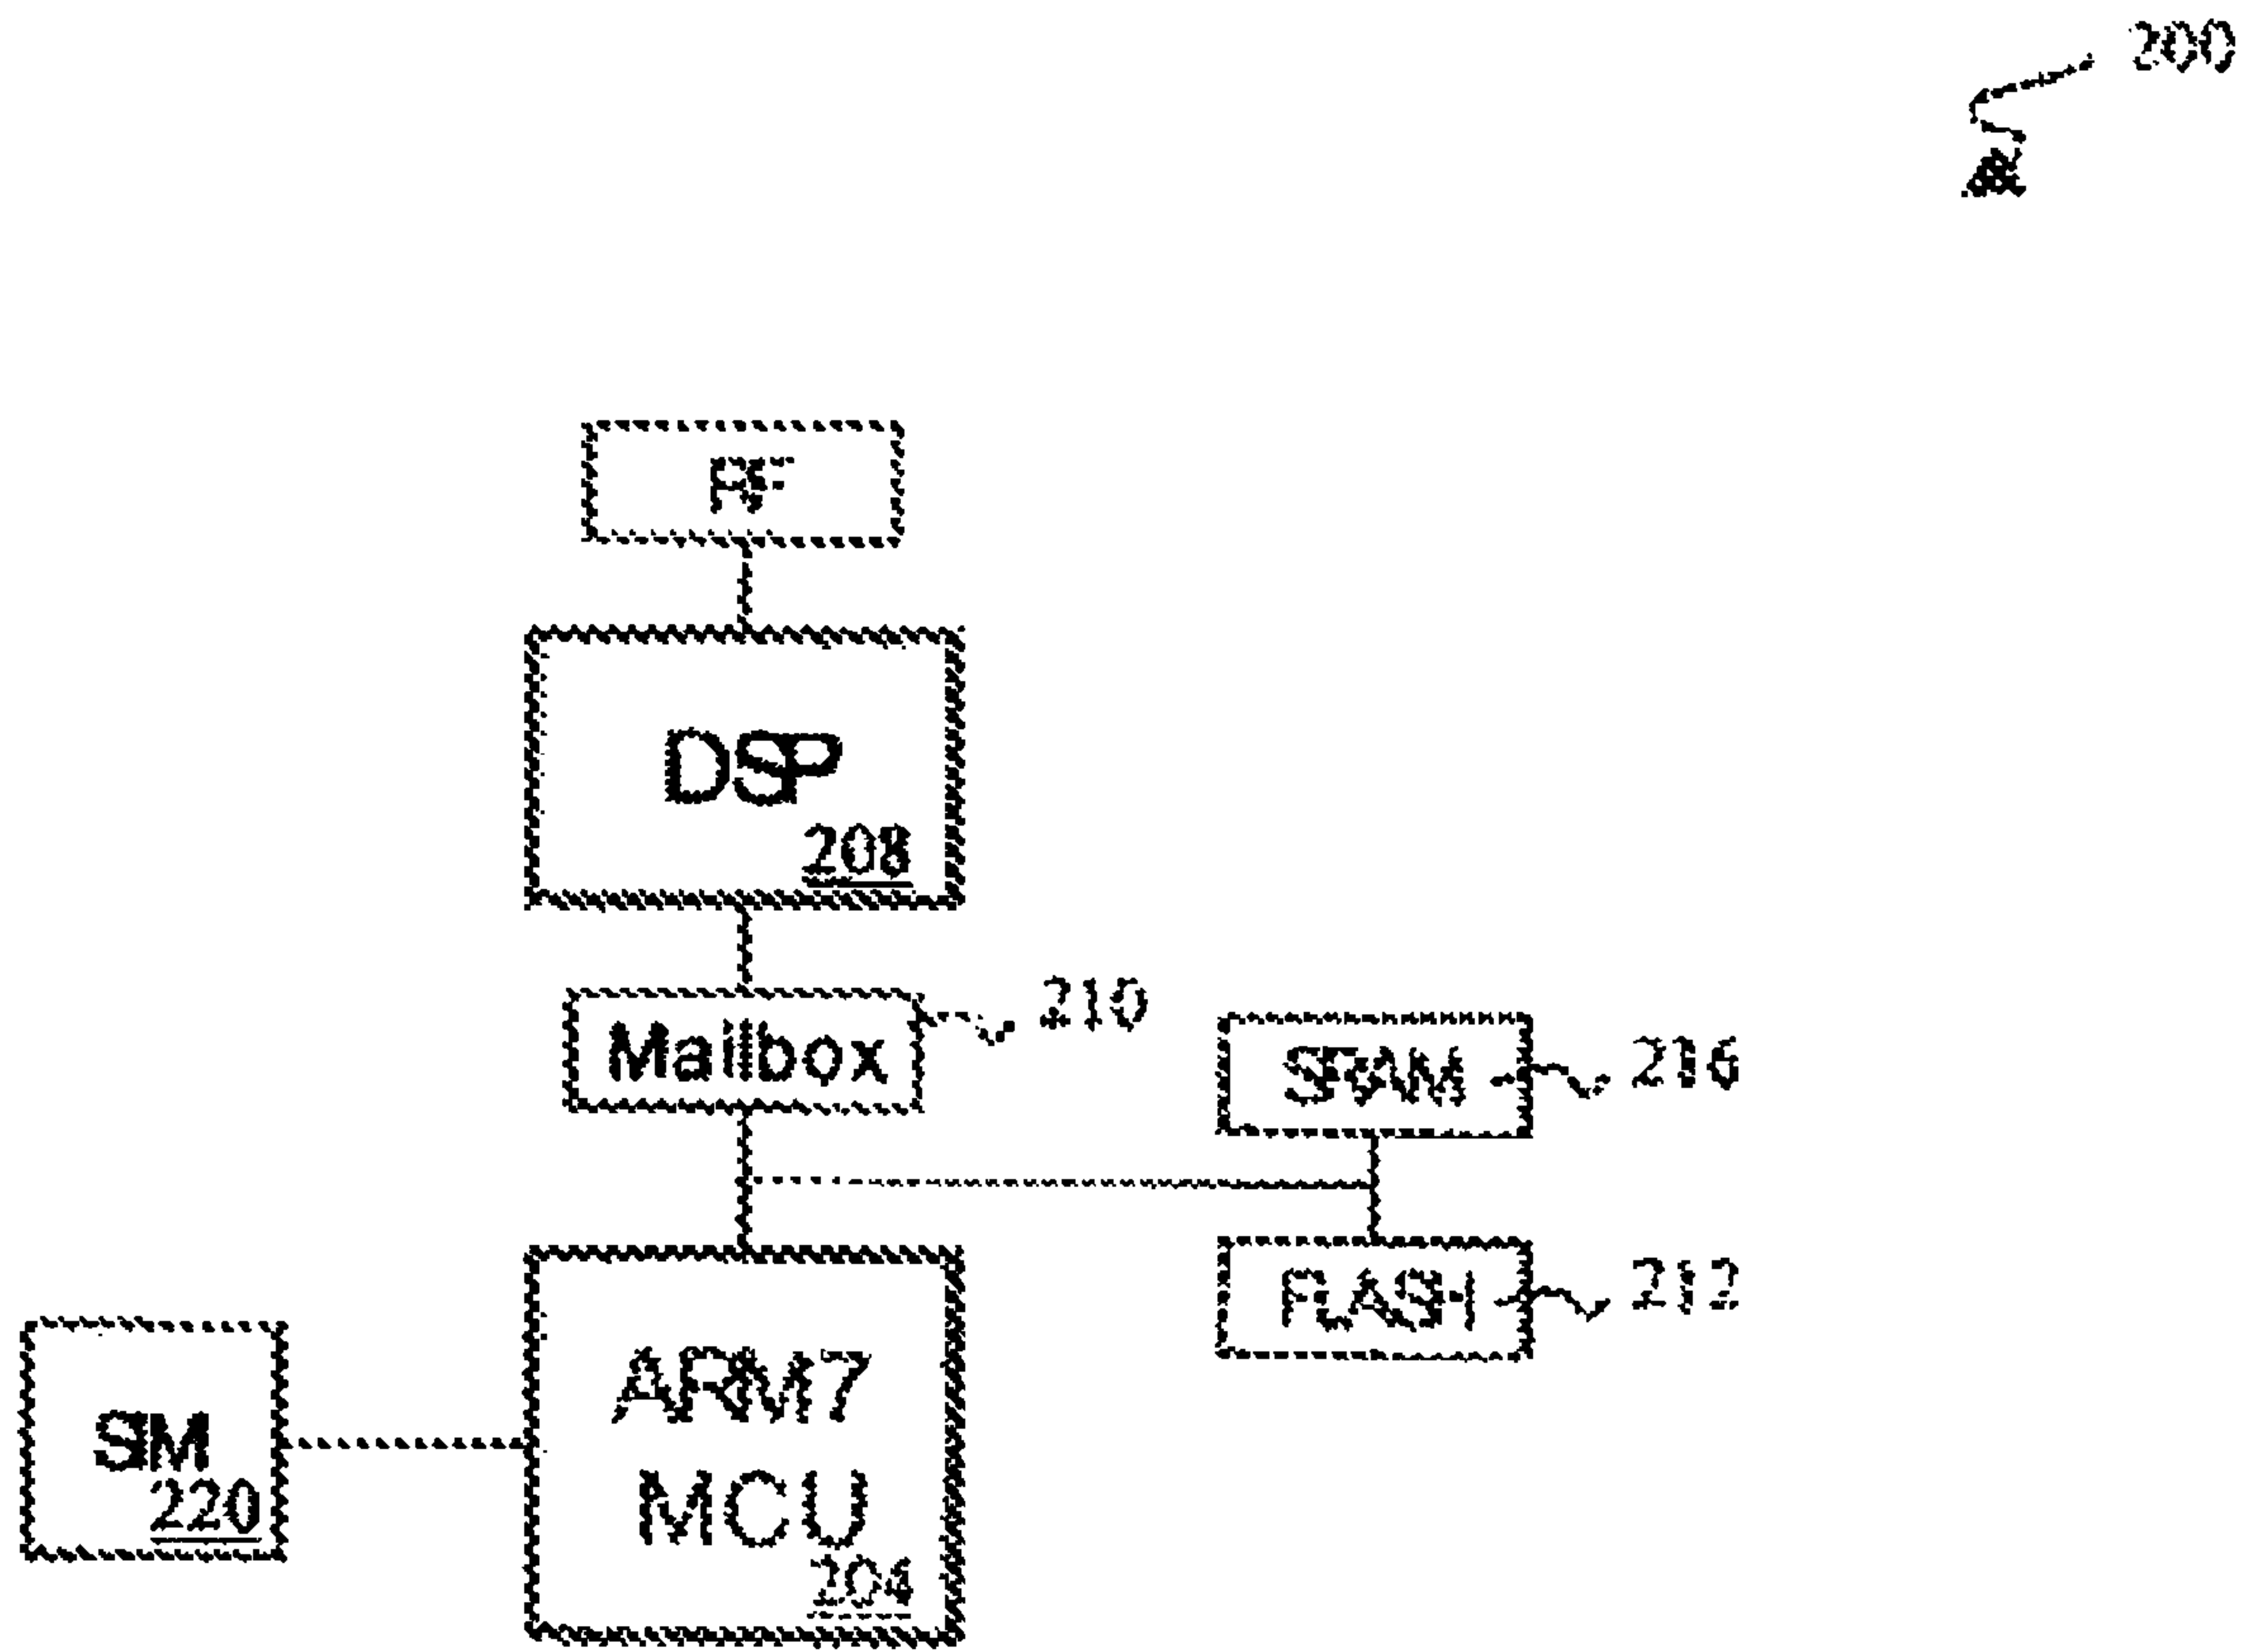 200
RF
DSP
208
Mailbox
210
SRAM
216
FLASH
212
ARM7
MCU
204
SIM
220